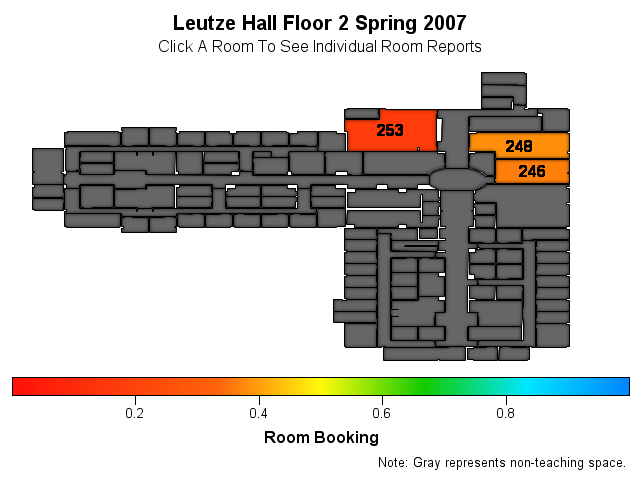 Leutze Hall Floor 2 Spring 2007
Click A Room To See Individual Room Reports
253
248
246
0.2 0.4 0.6 0.8
Room Booking
Note: Gray represents non-teaching space.